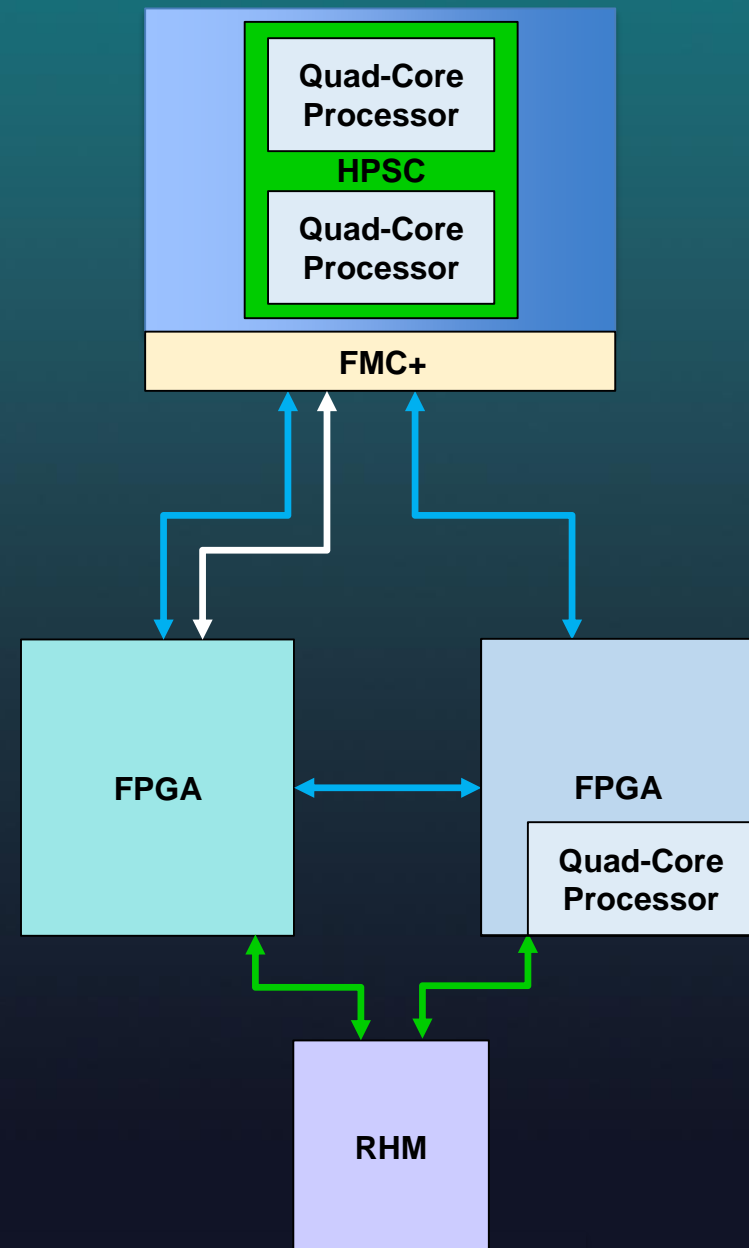 Quad-Core
Processor
HPSC
Quad-Core
Processor
FMC+
FPGA
FPGA
Quad-Core
Processor
RHM